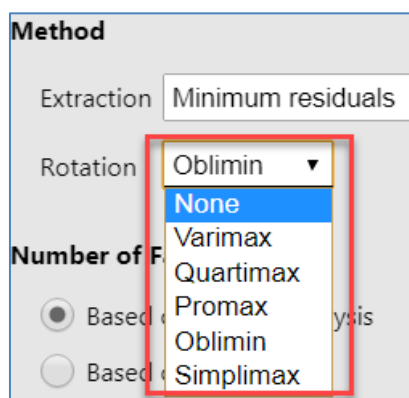 Method
Extraction Minimum residuals
Rotation Oblimin
None
Varimax
Number of F
Quartimax
Promax
Based ysis
Oblimin
Based
Simplimax